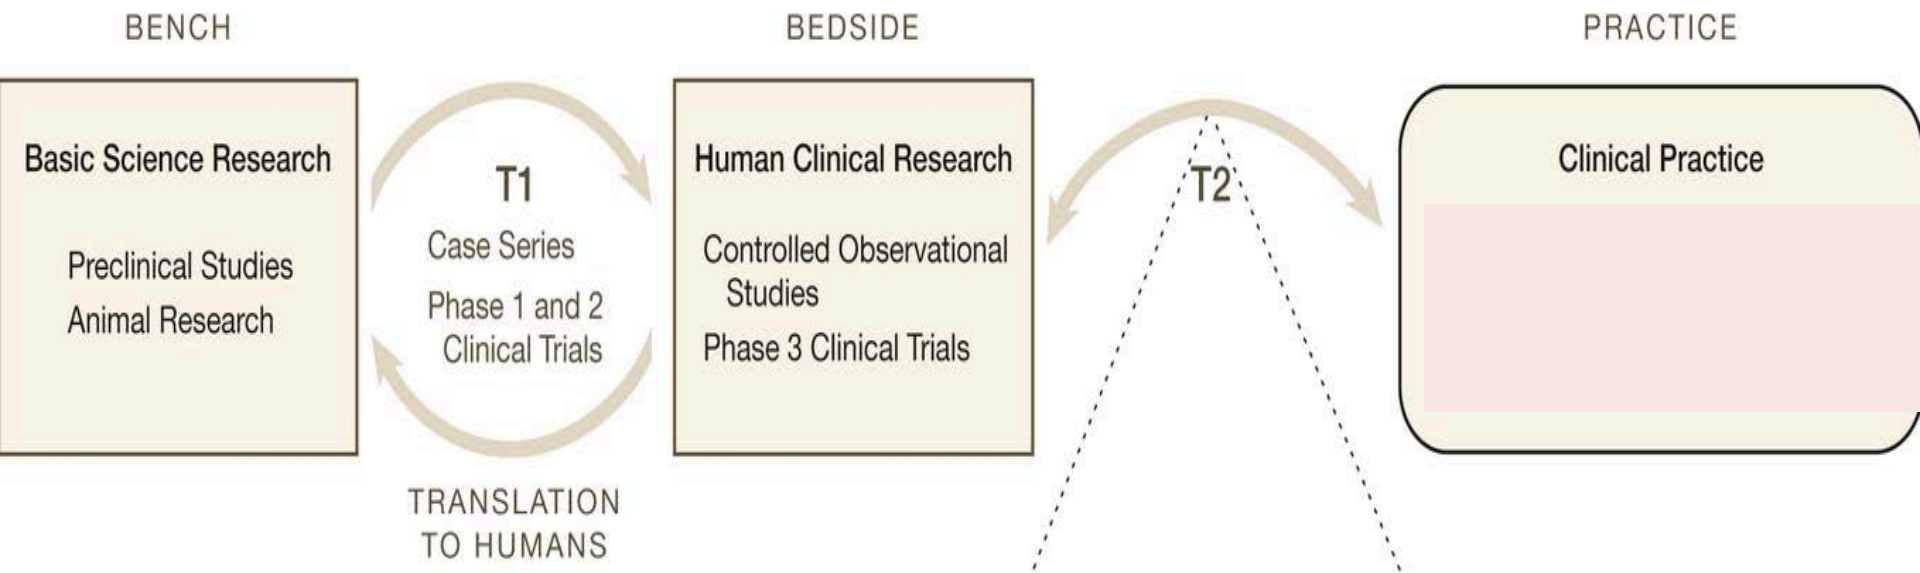 BENCH
BEDSIDE
PRACTICE
Basic Science Research
Preclinical Studies
Animal Research
T1
Case Series
Phase 1 and 2
Clinical Trials
TRANSLATION
TO HUMANS
Human Clinical Research
Controlled Observational
Studies
Phase 3 Clinical Trials
T2
Clinical Practice